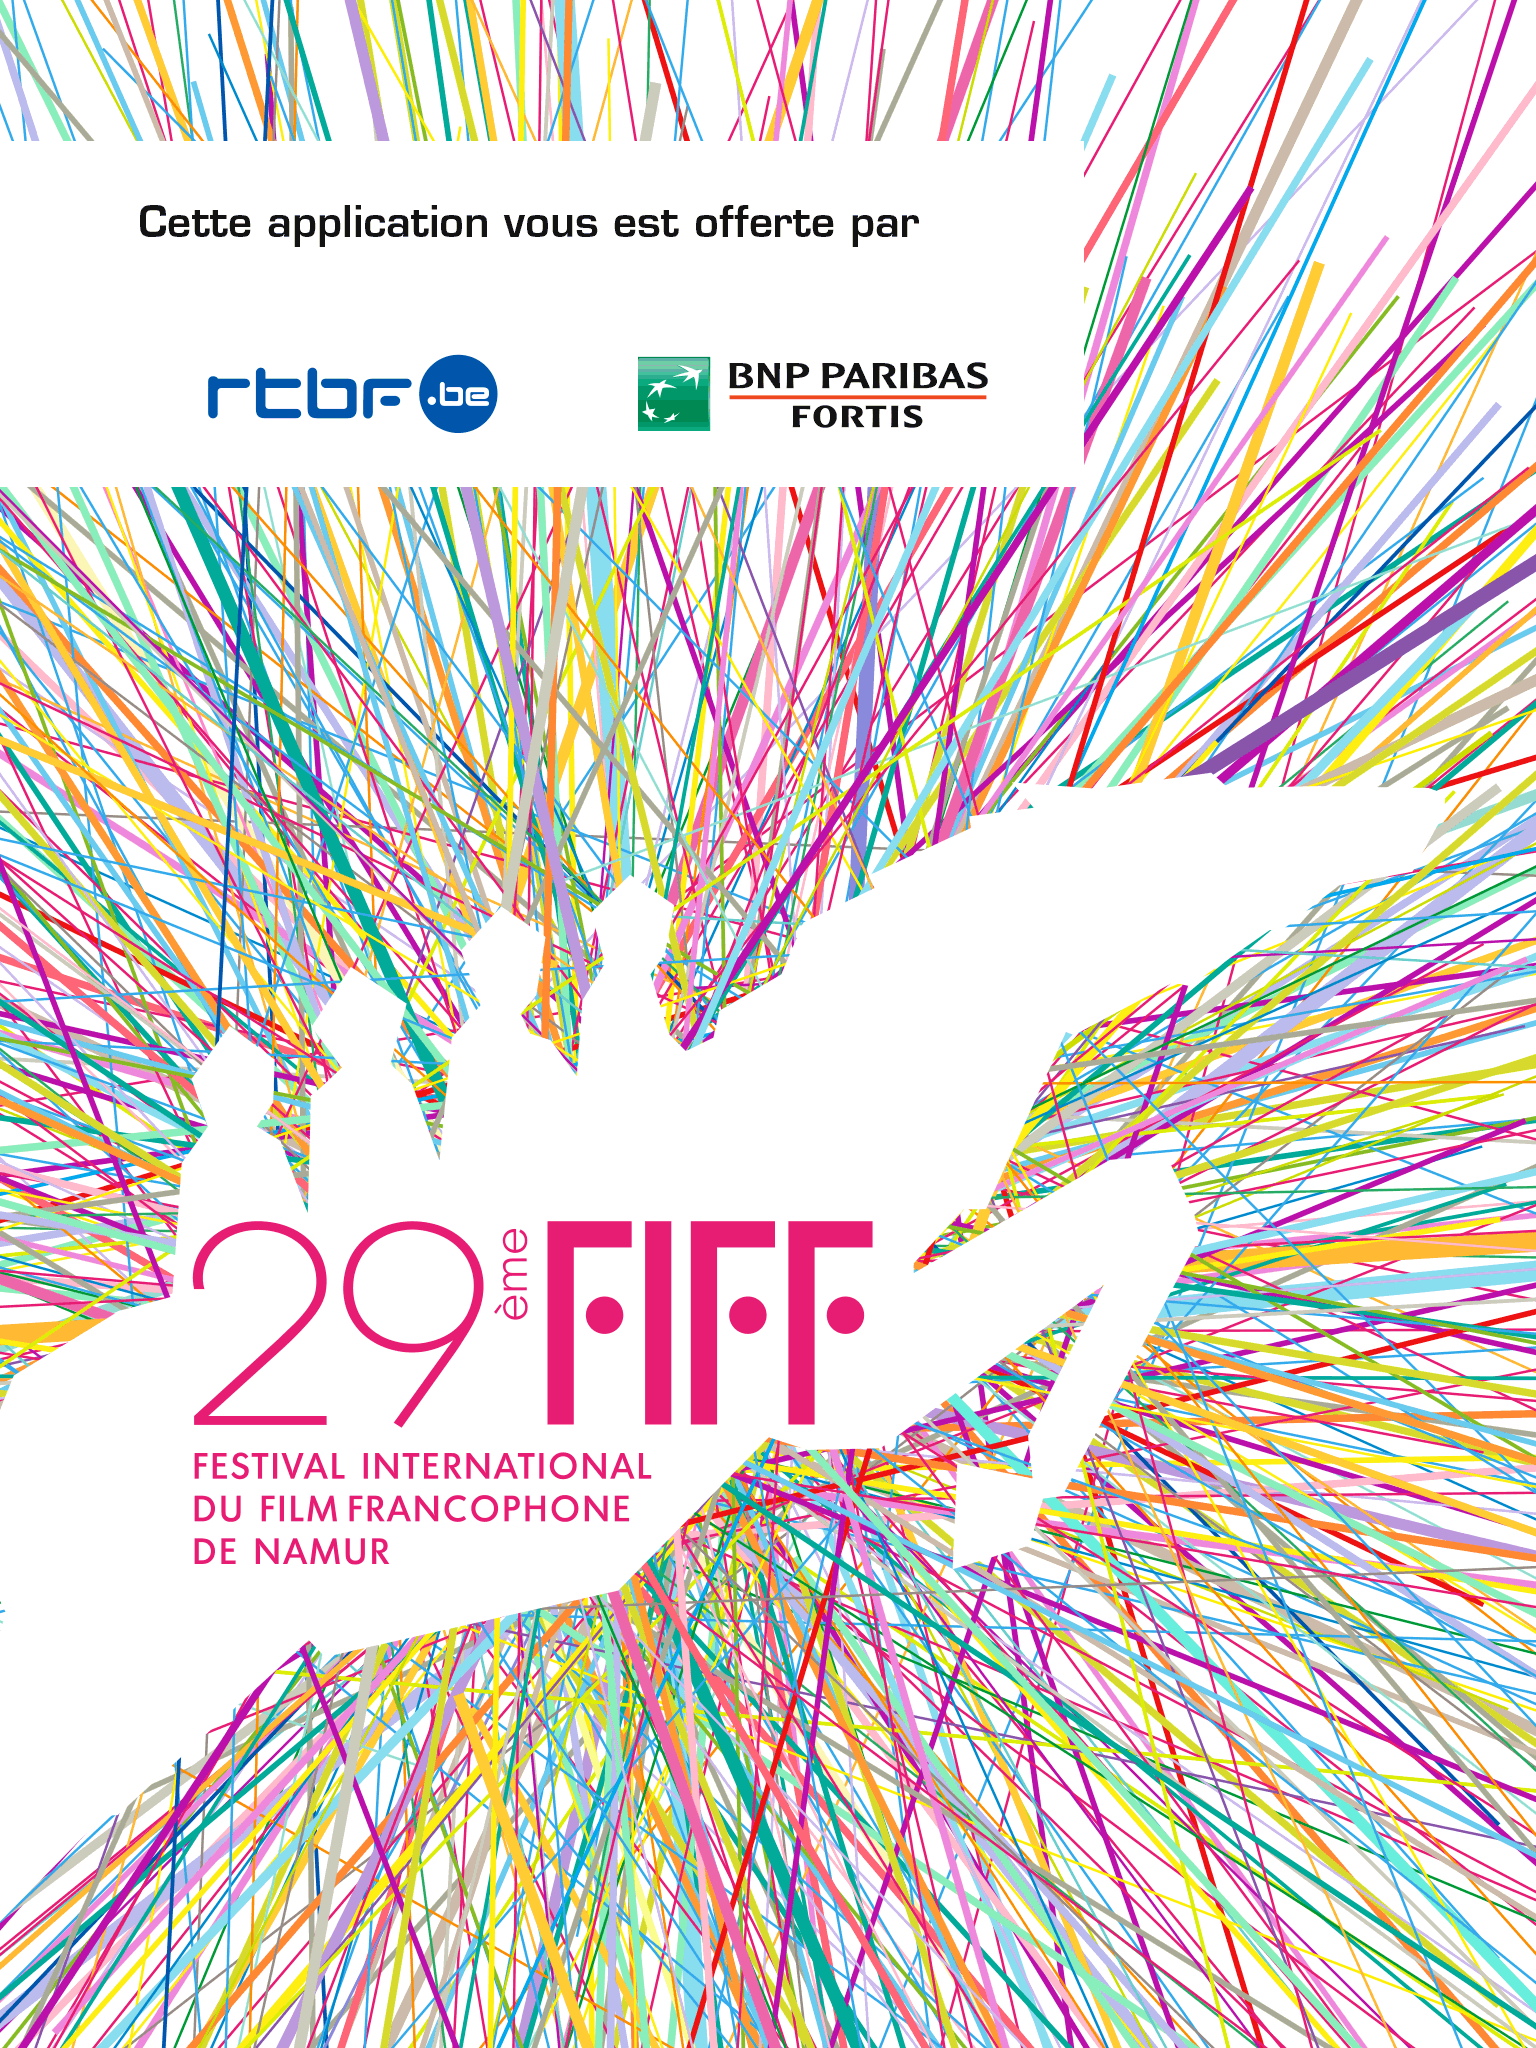 Cette application vous est offerte par
rtbf.be
BNP PARIBAS
FORTIS
29ème FIFF
FESTIVAL INTERNATIONAL
DU FILM FRANCOPHONE
DE NAMUR